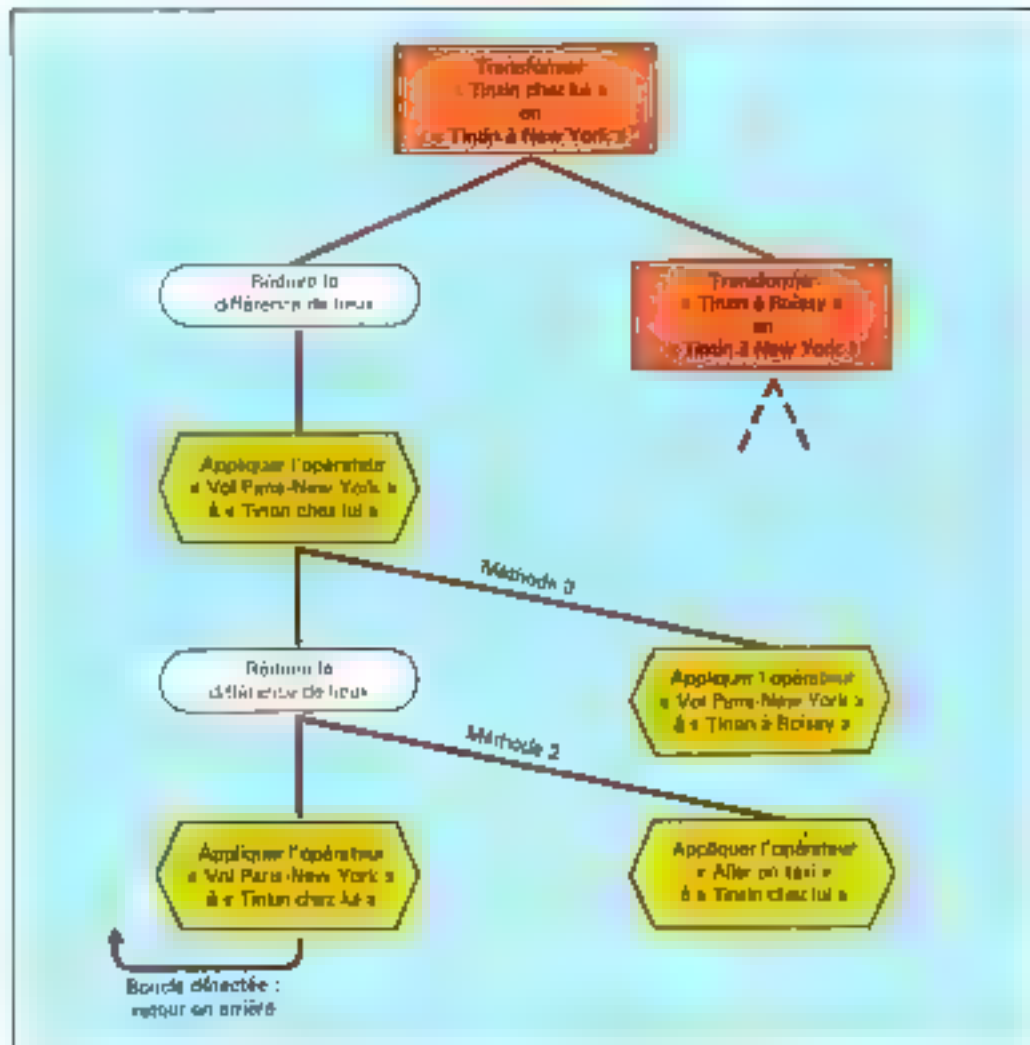 Transformer
« Tintin chez lui »
en
« Tintin à New York »
Réduire la
différence de lieux
Transformer
« Tintin à Roissy »
en
« Tintin à New York »
Appliquer l'opérateur
« Vol Paris-New York »
à « Tintin chez lui »
Méthode
Réduire la
différence de lieux
Appliquer l'opérateur
« Vol Paris-New York »
à « Tintin à Roissy »
Méthode 2
Appliquer l'opérateur
« Vol Paris-New York »
à « Tintin chez lui »
Appliquer l'opérateur
« Aller en taxi »
à « Tintin chez lui »
Boucle détectée :
retour en arrière